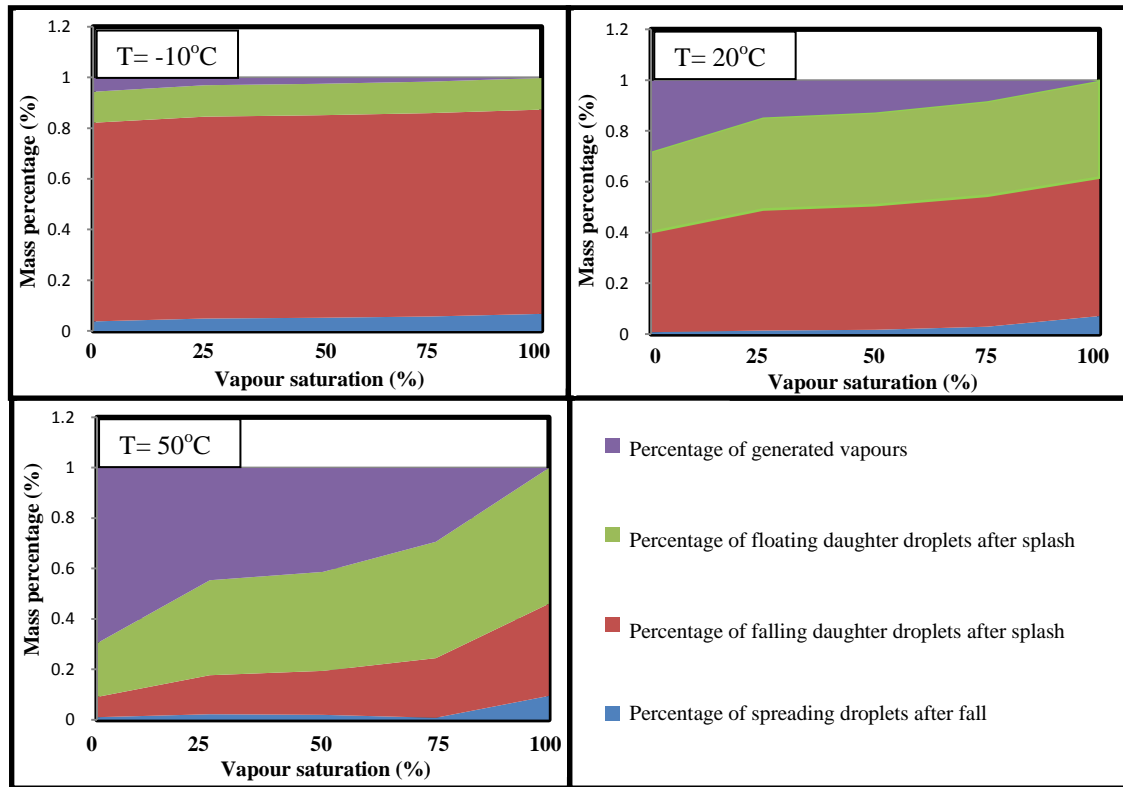 T= -10°C
Mass percentage (%)
1.2
1
0.8
0.6
0.4
0.2
0
0 25 50 75 100
Vapour saturation (%)
T= 20°C
Mass percentage (%)
1.2
1
0.8
0.6
0.4
0.2
0
0 25 50 75 100
Vapour saturation (%)
T= 50°C
Mass percentage (%)
1.2
1
0.8
0.6
0.4
0.2
0
0 25 50 75 100
Vapour saturation (%)
Percentage of generated vapours
Percentage of floating daughter droplets after splash
Percentage of falling daughter droplets after splash
Percentage of spreading droplets after fall